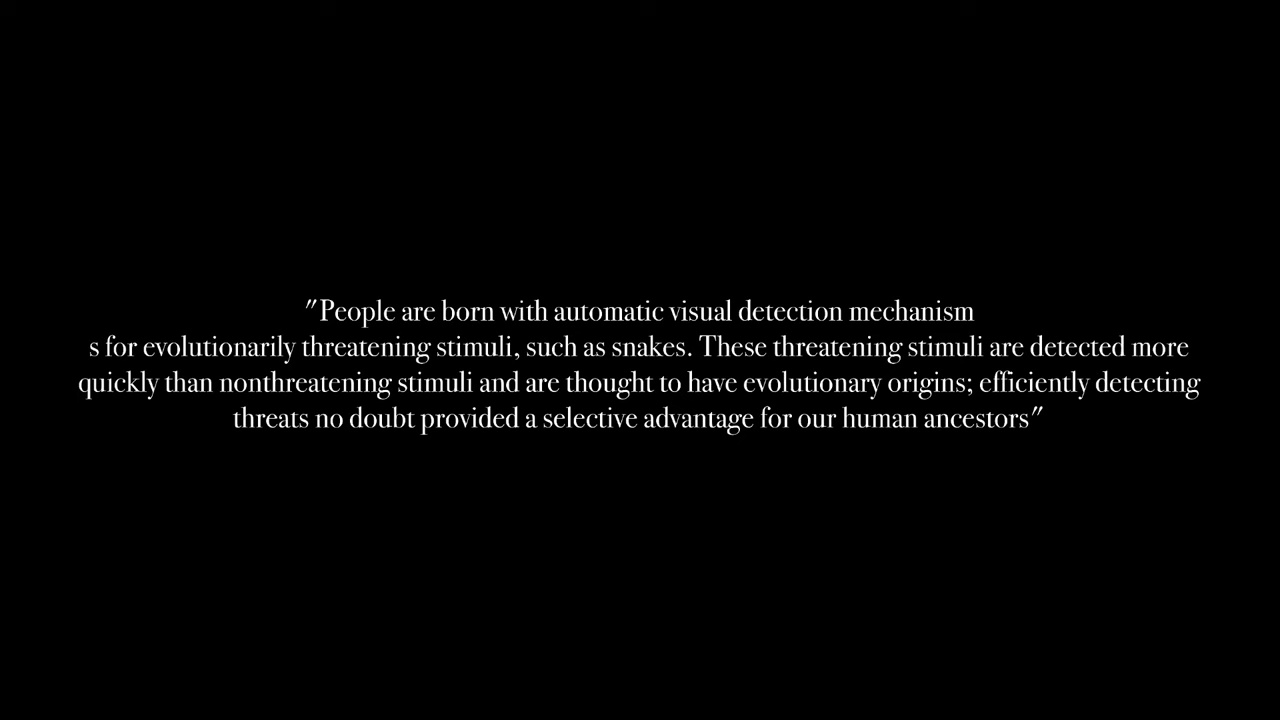 "People are born with automatic visual detection mechanism
s for evolutionarily threatening stimuli, such as snakes. These threatening stimuli are detected more
quickly than nonthreatening stimuli and are thought to have evolutionary origins; efficiently detecting
threats no doubt provided a selective advantage for our human ancestors"